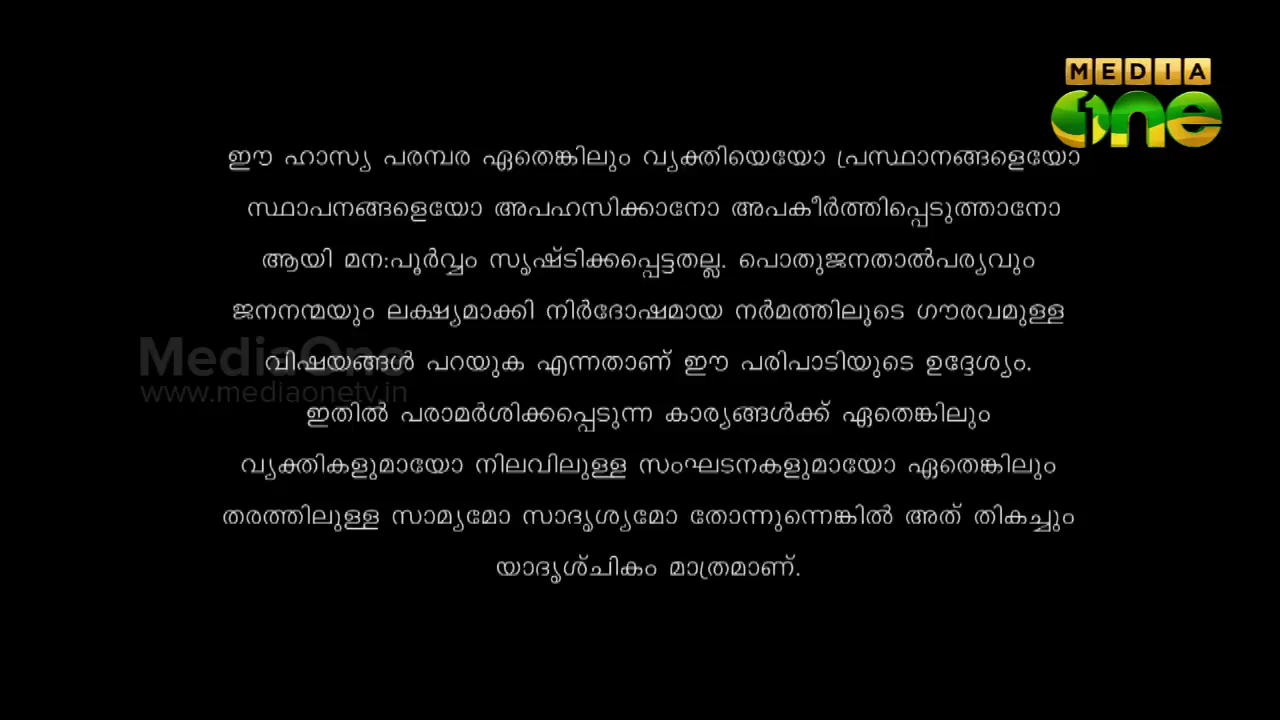 MEDIA
one
ഈ ഹാസ്യ പരമ്പര ഏതെങ്കിലും വ്യക്തിയെയോ പ്രസ്ഥാനങ്ങളെയോ
സ്ഥാപനങ്ങളെയോ അപഹസിക്കാനോ അപകീർത്തിപ്പെടുത്താനോ
ആയി മന:പൂർവ്വം സൃഷ്ടിക്കപ്പെട്ടതല്ല. പൊതുജനതാൽപര്യവും
ജനനന്മയും ലക്ഷ്യമാക്കി നിർദോഷമായ നർമത്തിലൂടെ ഗൗരവമുള്ള
വിഷയങ്ങൾ പറയുക എന്നതാണ് ഈ പരിപാടിയുടെ ഉദ്ദേശ്യം.
MediaOne
www.mediaonetv.in
ഇതിൽ പരാമർശിക്കപ്പെടുന്ന കാര്യങ്ങൾക്ക് ഏതെങ്കിലും
വ്യക്തികളുമായോ നിലവിലുള്ള സംഘടനകളുമായോ ഏതെങ്കിലും
തരത്തിലുള്ള സാമ്യമോ സാദൃശ്യമോ തോന്നുന്നെങ്കിൽ അത് തികച്ചും
യാദൃശ്ചികം മാത്രമാണ്.